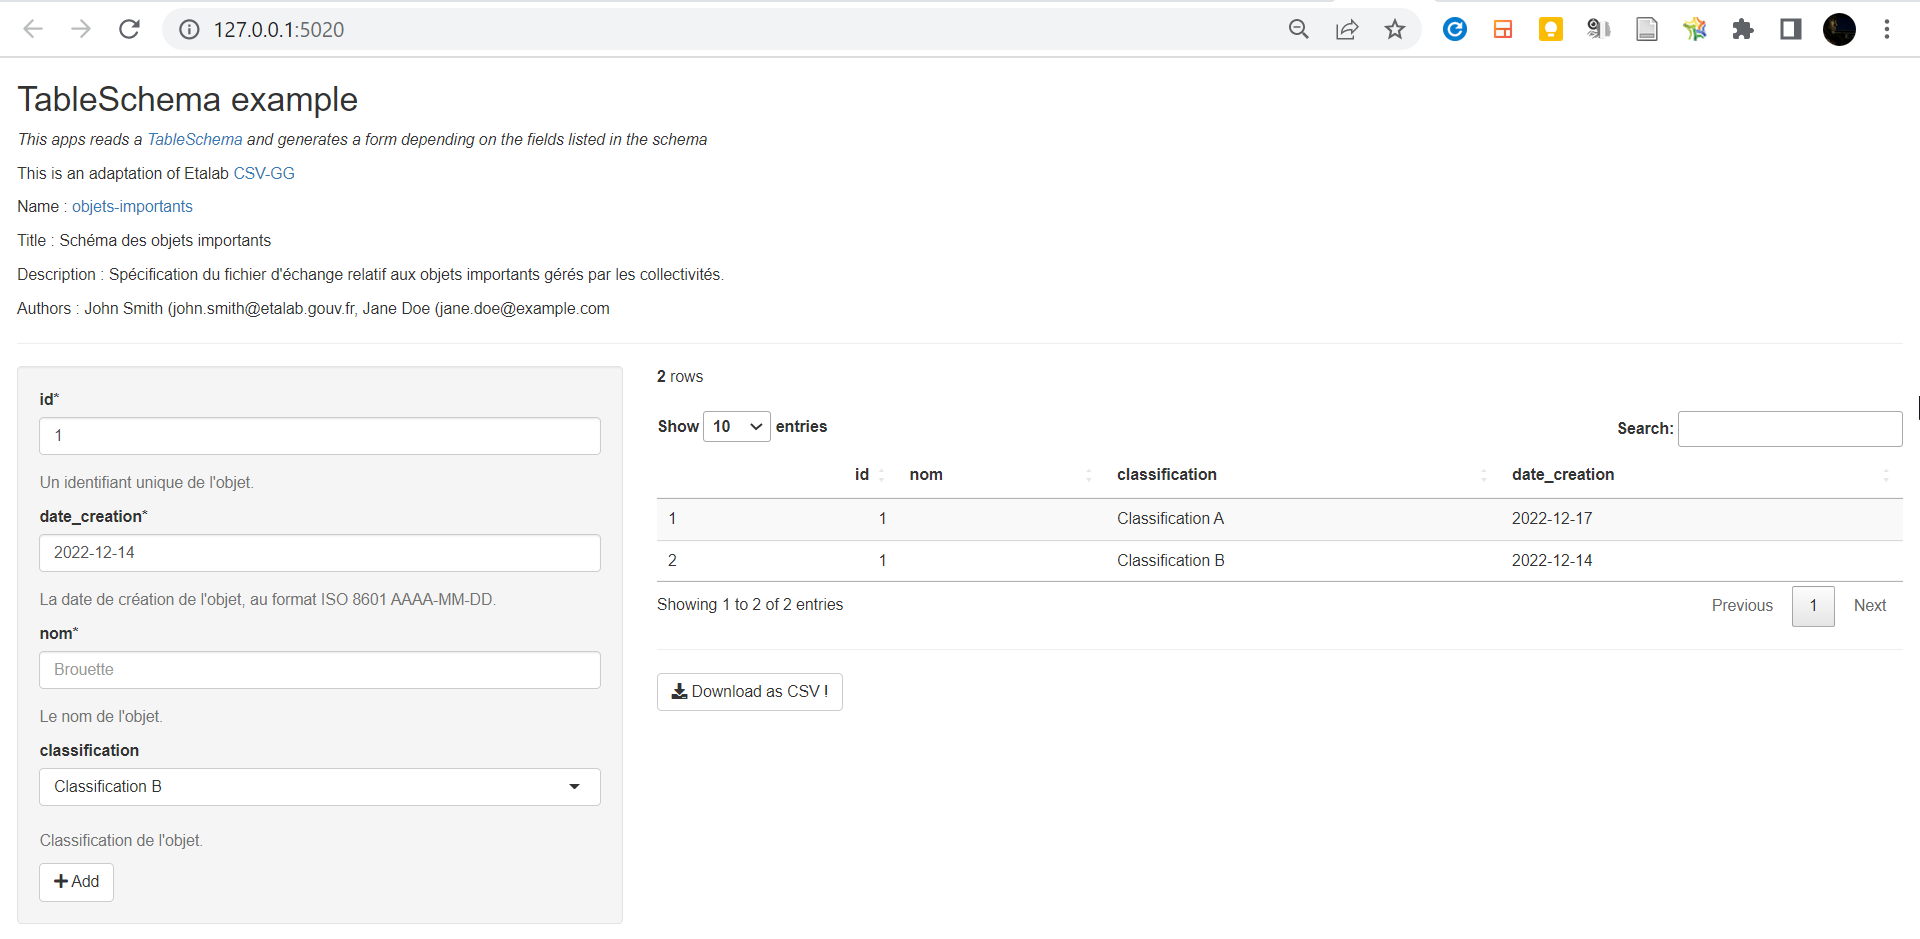 127.0.0.1:5020
TableSchema example
This apps reads a TableSchema and generates a form depending on the fields listed in the schema
This is an adaptation of Etalab CSV-GG
Name : objets-importants
Title : Schéma des objets importants
Description : Spécification du fichier d'échange relatif aux objets importants gérés par les collectivités.
Authors : John Smith (john.smith@etalab.gouv.fr, Jane Doe (jane.doe@example.com
id*
1
Un identifiant unique de l'objet.
date_creation*
2022-12-14
La date de création de l'objet, au format ISO 8601 AAAA-MM-DD.
nom*
Brouette
Le nom de l'objet.
classification
Classification B
Classification de l'objet.
Add
2 rows
Show 10 entries
Search:
id nom classification date_creation
1 1 Classification A 2022-12-17
2 1 Classification B 2022-12-14
Showing 1 to 2 of 2 entries
Previous 1 Next
Download as CSV !